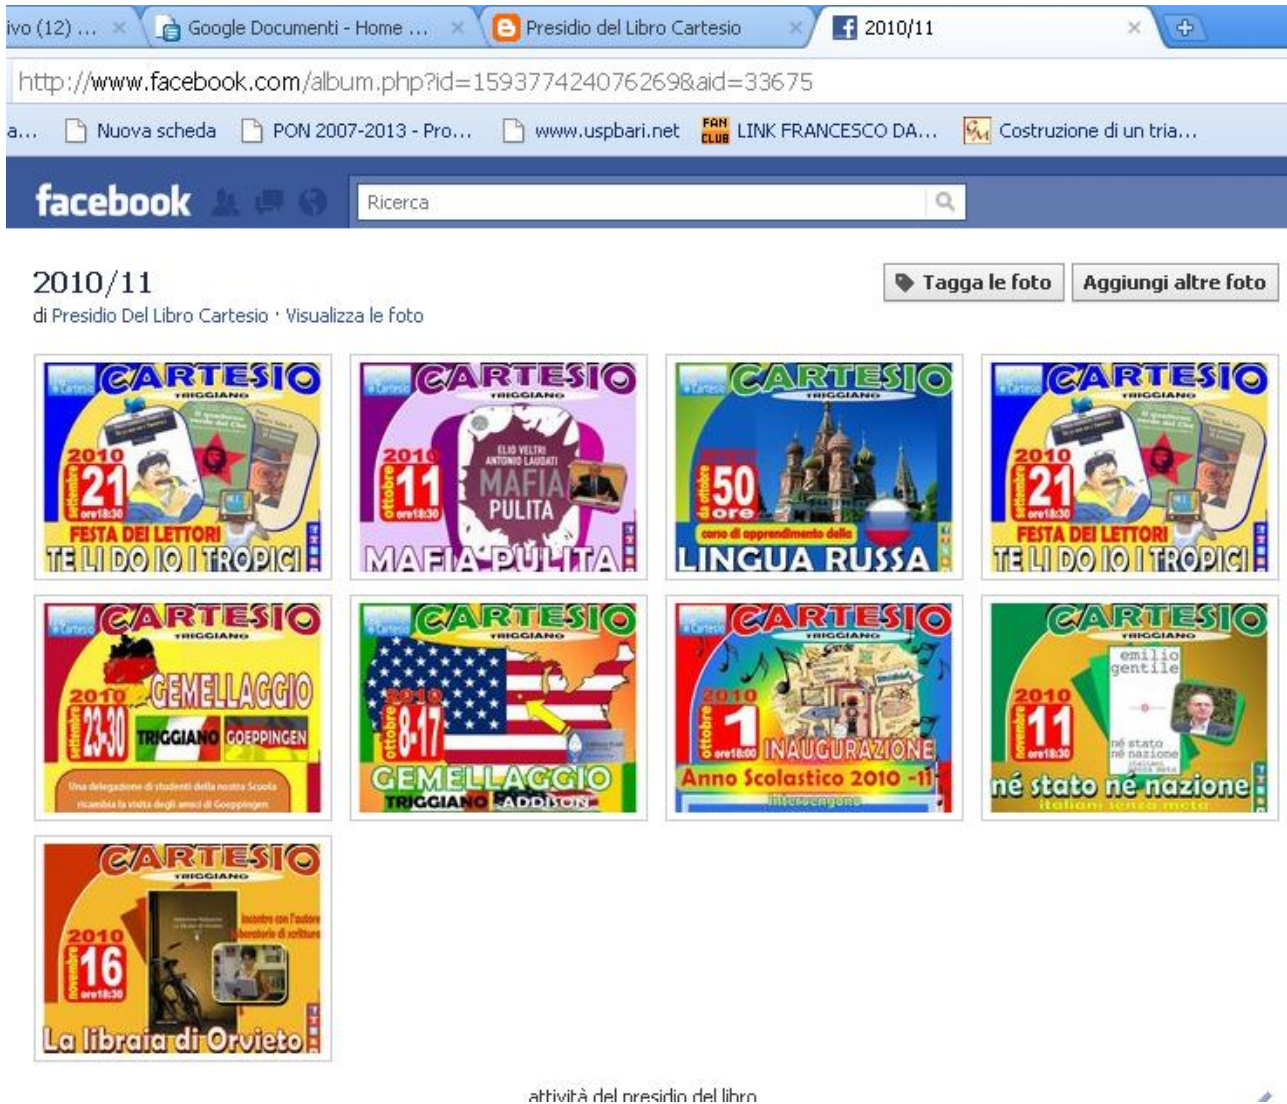 ivo (12) ...
Google Documenti - Home ...
Presidio del Libro Cartesio
2010/11
http://www.facebook.com/album.php?id=159377424076269&aid=33675
a...
Nuova scheda
PON 2007-2013 - Pro...
www.uspbari.net
FAN CLUB
LINK FRANCESCO DA...
GM
Costruzione di un tria...
facebook
Ricerca
2010/11
Tagga le foto
Aggiungi altre foto
di Presidio Del Libro Cartesio · Visualizza le foto
CARTESIO
TRIGGIANO
2010
settembre
21
ore18:30
FESTA DEI LETTORI
TE LI DO IO I TROPICI
CARTESIO
TRIGGIANO
ELIO VELTRI
ANTONIO LAUDATI
MAFIA
PULITA
2010
ottobre
11
ore18:30
MAFIA PULITA
CARTESIO
TRIGGIANO
da ottobre
50
ore
corso di apprendimento della
LINGUA RUSSA
CARTESIO
TRIGGIANO
2010
settembre
21
ore18:30
FESTA DEI LETTORI
TE LI DO IO I TROPICI
CARTESIO
TRIGGIANO
2010
settembre
23-30
GEMELLAGGIO
TRIGGIANO GOEPPINGEN
Una delegazione di studenti della nostra Scuola
ricambia la visita degli amici di Goeppingen
CARTESIO
2010
ottobre
8-17
GEMELLAGGIO
TRIGGIANO ADDISON
CARTESIO
TRIGGIANO
2010
ottobre
1
ore18:00
INAUGURAZIONE
Anno Scolastico 2010 -11
Intervengono
CARTESIO
TRIGGIANO
emilio
gentile
né stato
né nazione
italiani
senza meta
2010
novembre
11
ore18:30
né stato né nazione
italiani senza meta
CARTESIO
TRIGGIANO
incontro con l'autore
laboratorio di scrittura
2010
novembre
16
ore18:30
La libraia di Orvieto
attività del presidio del libro